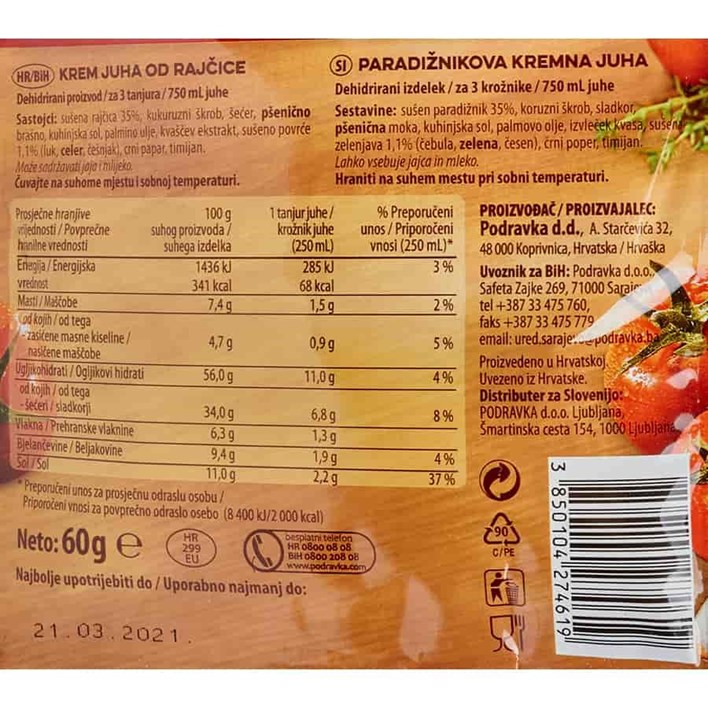 HR/BiH KREM JUHA OD RAJČICE
Dehidrirani proizvod / za 3 tanjura / 750 mL juhe
Sastojci: sušena rajčica 35%, kukuruzni škrob, šećer, pšenično
brašno, kuhinjska sol, palmino ulje, kvaščev ekstrakt, sušeno povrće
1,1% (luk, celer, češnjak), crni papar, timijan.
Može sadržavati jaja i mlijeko.
Čuvajte na suhome mjestu i sobnoj temperaturi.
SI PARADIŽNIKOVA KREMNA JUHA
Dehidrirani izdelek / za 3 krožnike / 750 mL juhe
Sestavine: sušen paradižnik 35%, koruzni škrob, sladkor,
pšenična moka, kuhinjska sol, palmovo olje, izvleček kvasa, sušena
zelenjava 1,1% (čebula, zelena, česen), črni poper, timijan.
Lahko vsebuje jajca in mleko.
Hraniti na suhem mestu pri sobni temperaturi.
Prosječne hranjive 100 g 1 tanjur juhe / % Preporučeni
vrijednosti / Povprečne suhog proizvoda / krožnik juhe unos / Priporočeni
hranilne vrednosti suhega izdelka (250 mL) vnosi (250 mL)*
Energija / Energijska 1436 kJ 285 kJ 3 %
vrednost 341 kcal 68 kcal
Masti / Maščobe 7,4 g 1,5 g 2 %
od kojih / od tega
- zasićene masne kiseline / 4,7 g 0,9 g 5 %
nasičene maščobe
Ugljikohidrati / Ogljikovi hidrati 56,0 g 11,0 g 4 %
od kojih / od tega
- šećeri / sladkorji 34,0 g 6,8 g 8 %
Vlakna / Prehranske vlaknine 6,3 g 1,3 g
Bjelančevine / Beljakovine 9,4 g 1,9 g 4 %
Sol / Sol 11,0 g 2,2 g 37 %
* Preporučeni unos za prosječnu odraslu osobu /
Priporočeni vnosi za povprečno odraslo osebo (8 400 kJ/2 000 kcal)
PROIZVOĐAČ / PROIZVAJALEC:
Podravka d.d., A. Starčevića 32,
48 000 Koprivnica, Hrvatska / Hrvaška
Uvoznik za BiH: Podravka d.o.o.,
Safeta Zajke 269, 71000
tel +387 33 475 760,
faks +387 33 475 779
email:
Proizvedeno u Hrvatskoj.
Uvezeno iz Hrvatske.
Distributer za Slovenijo:
PODRAVKA d.o.o. Ljubljana,
Šmartinska cesta 154, 1000 Ljubljana
Neto: 60g e
HR
299
EU
besplatni telefon
HR 0800 08 08
BiH 0800 208 08
www.podravka.com
90
C/PE
3 850104 274619
Najbolje upotrijebiti do / Uporabno najmanj do:
21.03.2021.